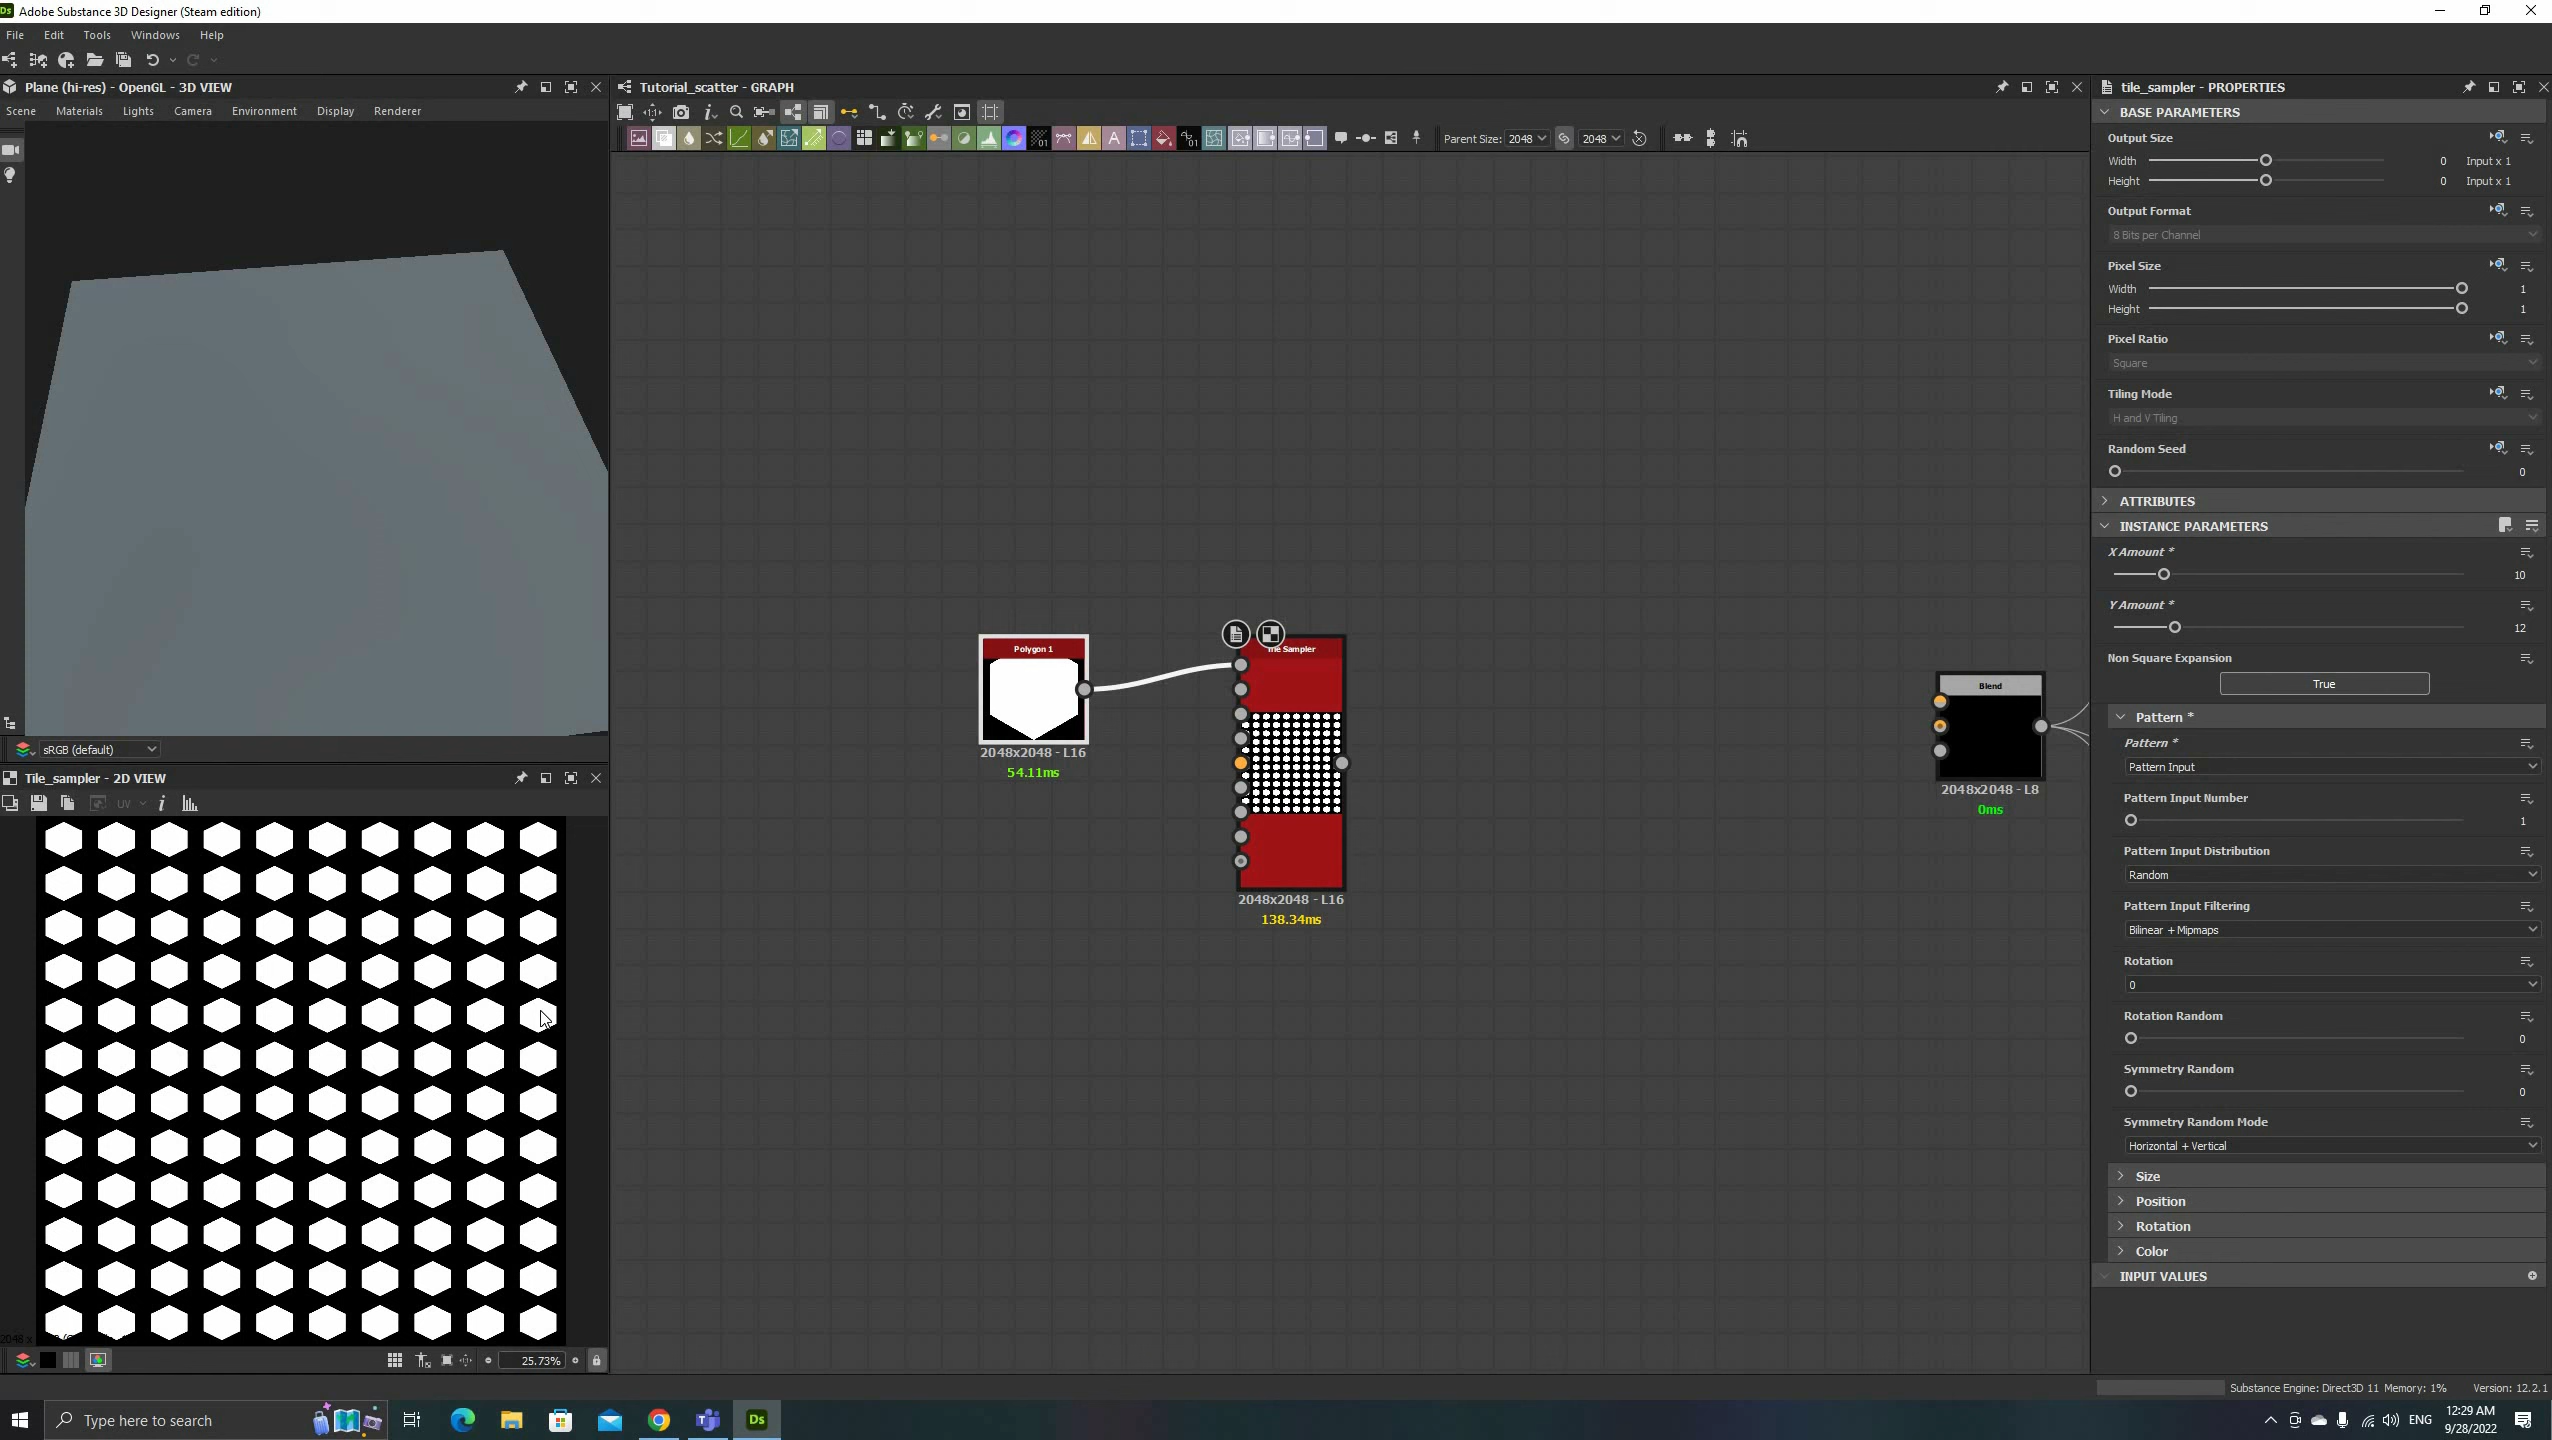 Adobe Substance 3D Designer (Steam edition)
File Edit Tools Windows Help
Plane (hi-res) - OpenGL - 3D VIEW
Scene Materials Lights Camera Environment Display Renderer
sRGB (default)
Tile_sampler - 2D VIEW
UV
25.73%
Tutorial_scatter - GRAPH
Parent Size: 2048 2048
Polygon 1
2048x2048 - L16
54.11ms
Tile Sampler
2048x2048 - L16
138.34ms
Blend
2048x2048 - L8
0ms
tile_sampler - PROPERTIES
BASE PARAMETERS
Output Size
Width 0 Input x 1
Height 0 Input x 1
Output Format
8 Bits per Channel
Pixel Size
Width 1
Height 1
Pixel Ratio
Square
Tiling Mode
H and V Tiling
Random Seed
0
ATTRIBUTES
INSTANCE PARAMETERS
X Amount *
10
Y Amount *
12
Non Square Expansion
True
Pattern *
Pattern *
Pattern Input
Pattern Input Number
1
Pattern Input Distribution
Random
Pattern Input Filtering
Bilinear + Mipmaps
Rotation
0
Rotation Random
0
Symmetry Random
0
Symmetry Random Mode
Horizontal + Vertical
Size
Position
Rotation
Color
INPUT VALUES
Substance Engine: Direct3D 11 Memory: 1% Version: 12.2.1
Type here to search
Ds
ENG
12:29 AM
9/28/2022